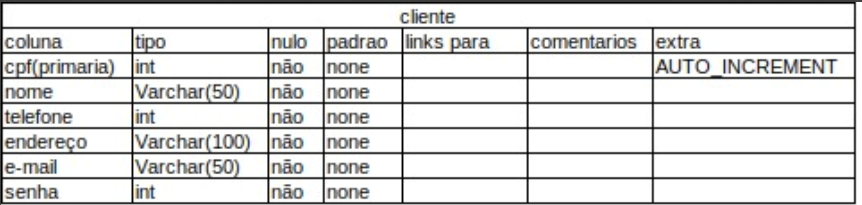 cliente
coluna tipo nulo padrao links para comentarios extra
cpf(primaria) int não none AUTO_INCREMENT
nome Varchar(50) não none
telefone int não none
endereço Varchar(100) não none
e-mail Varchar(50) não none
senha int não none